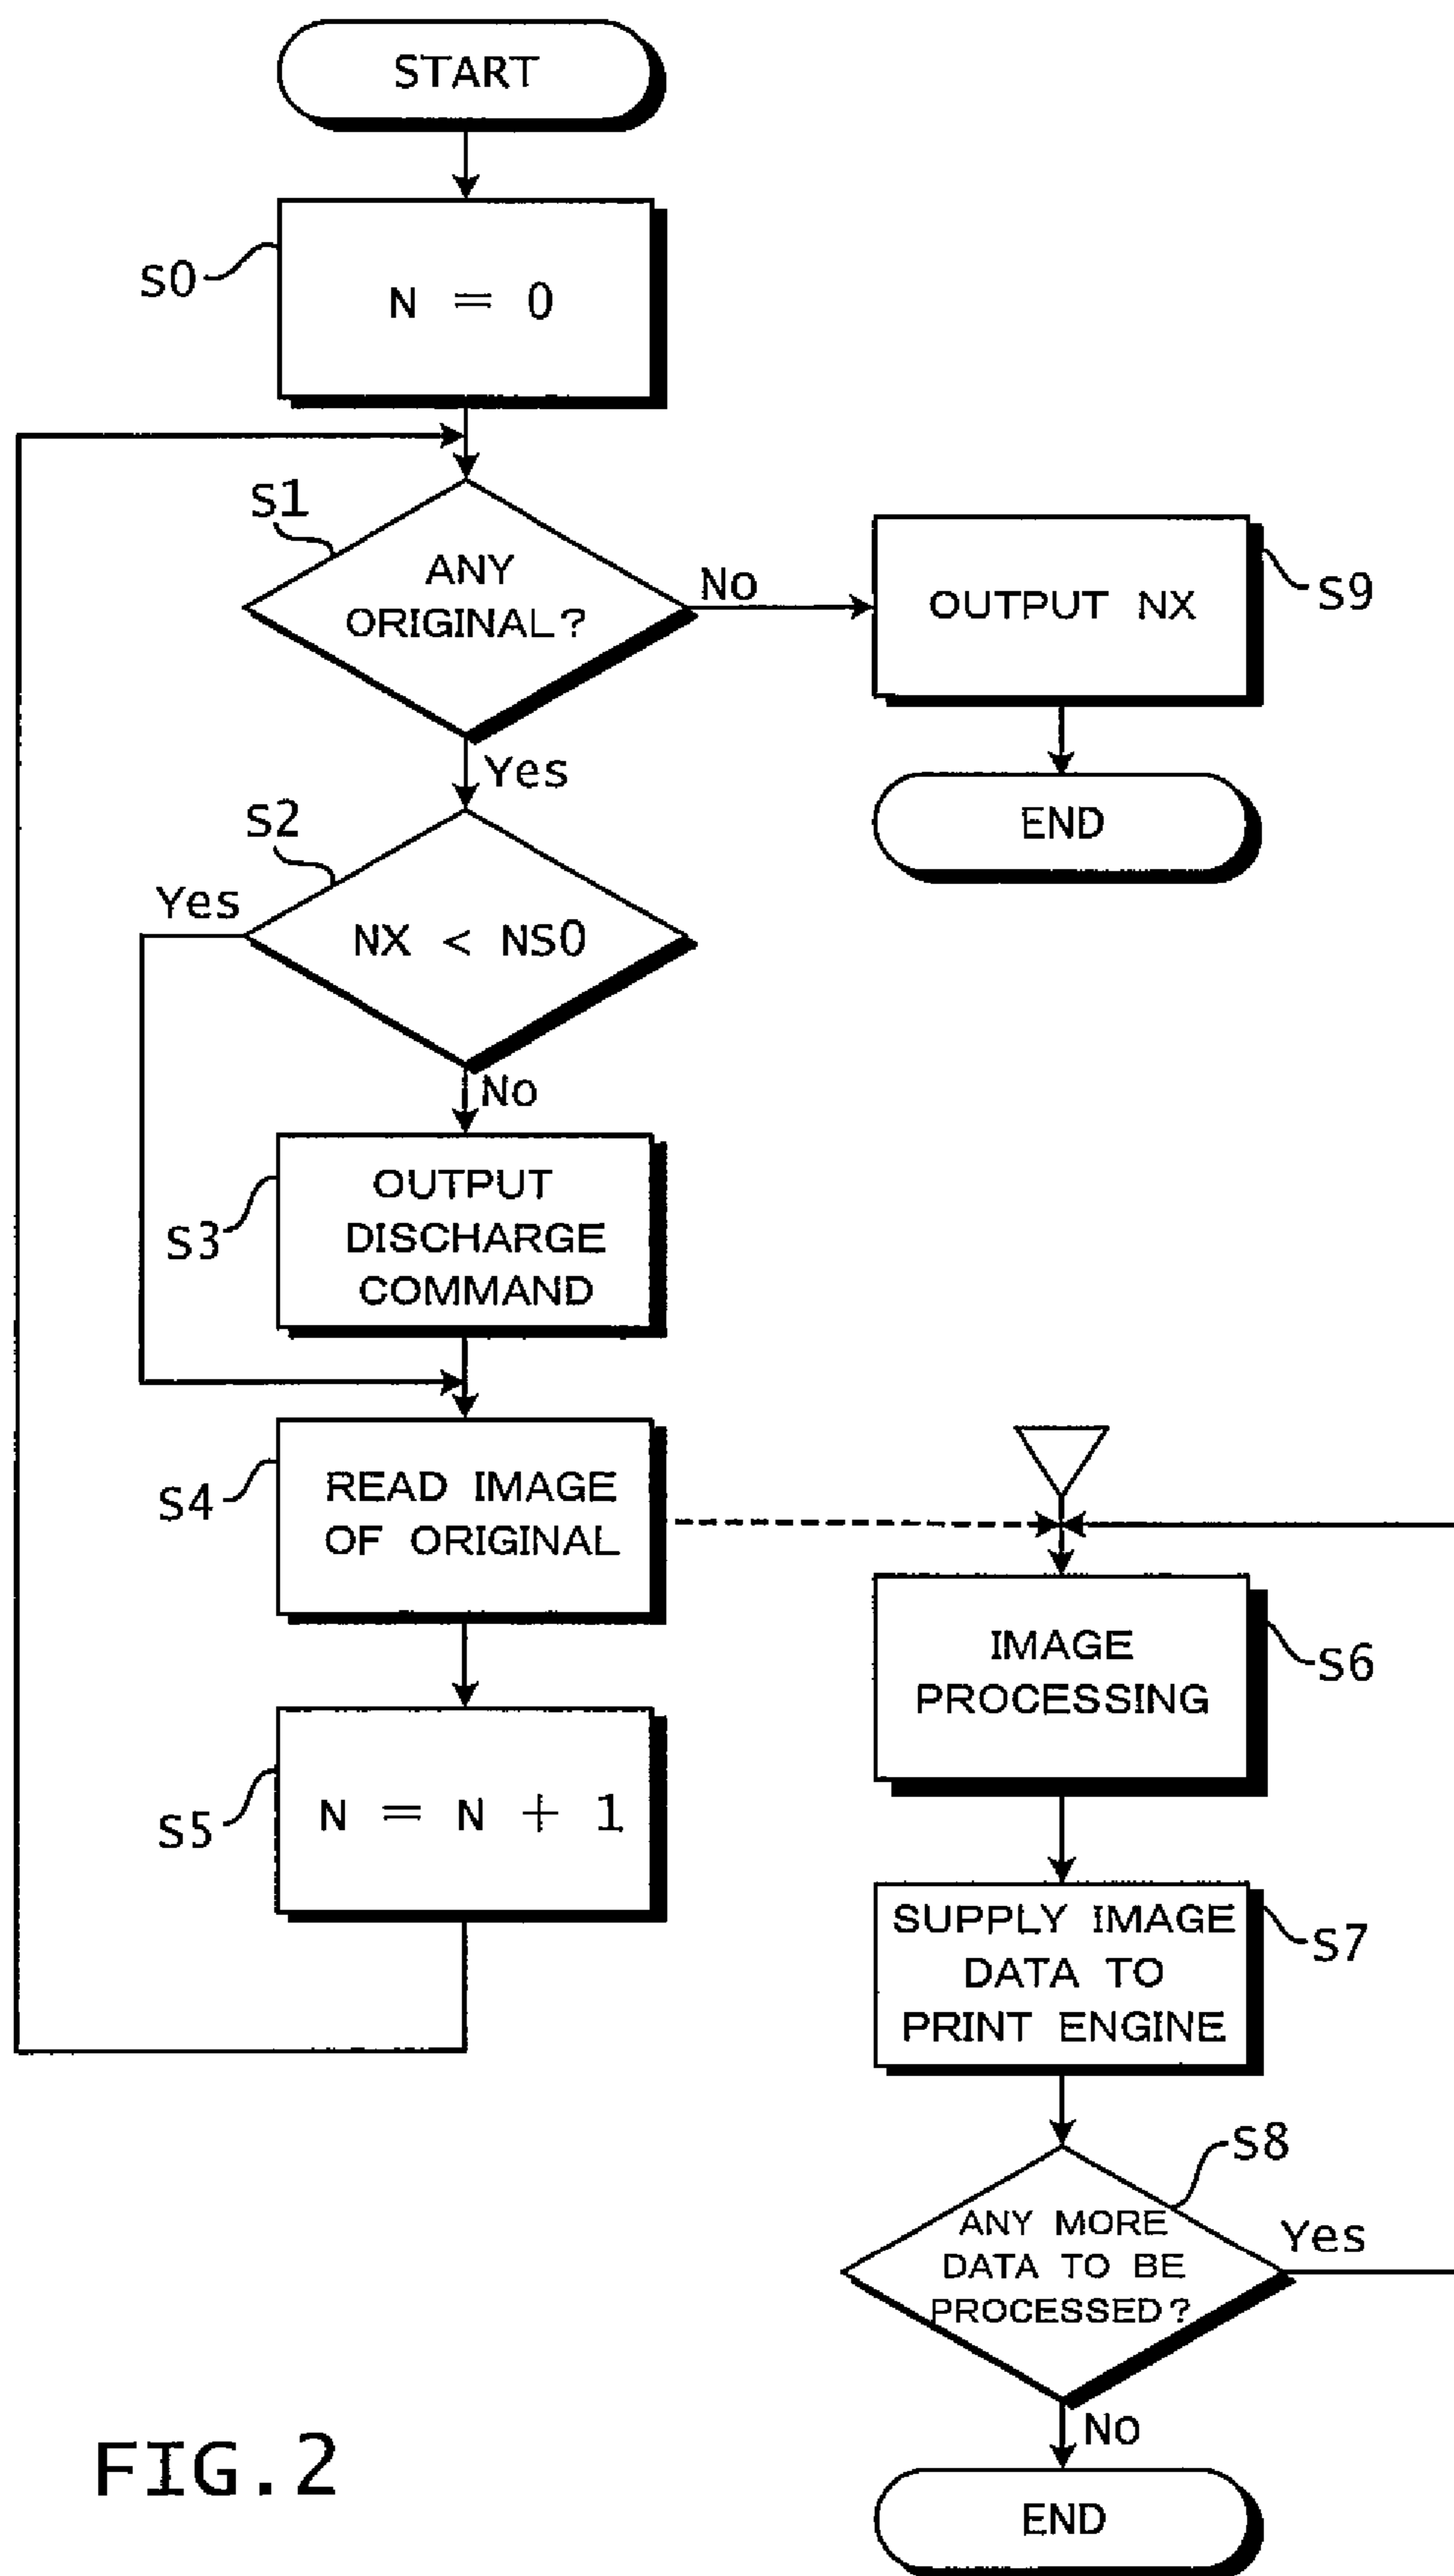 START
S0
N = 0
S1
ANY
ORIGINAL?
No
OUTPUT NX
S9
END
Yes
S2
Yes
NX < NS0
No
S3
OUTPUT
DISCHARGE
COMMAND
S4
READ IMAGE
OF ORIGINAL
S5
N = N + 1
IMAGE
PROCESSING
S6
SUPPLY IMAGE
DATA TO
PRINT ENGINE
S7
S8
ANY MORE
DATA TO BE
PROCESSED?
Yes
No
END
FIG.2